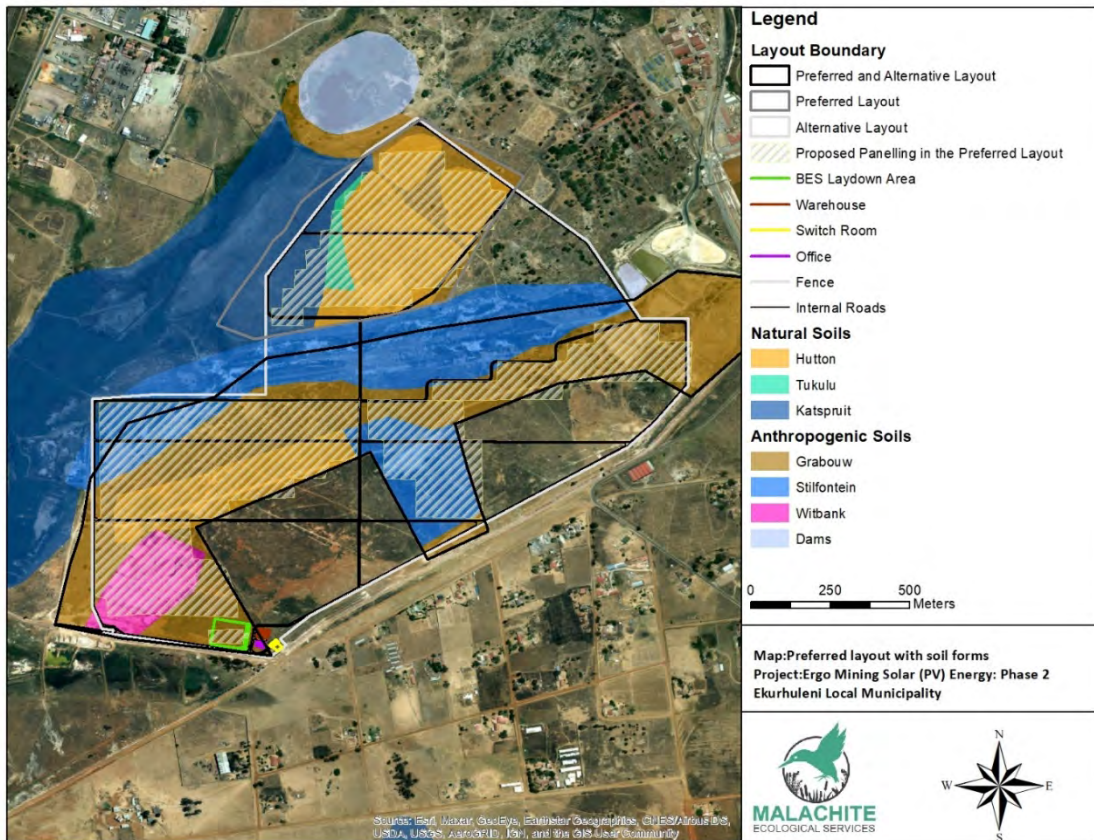 Legend
Layout Boundary
Preferred and Alternative Layout
Preferred Layout
Alternative Layout
Proposed Panelling in the Preferred Layout
BES Laydown Area
Warehouse
Switch Room
Office
Fence
Internal Roads
Natural Soils
Hutton
Tukulu
Katspruit
Anthropogenic Soils
Grabouw
Stilfontein
Witbank
Dams
0 250 500
Meters
Map:Preferred layout with soil forms
Project:Ergo Mining Solar (PV) Energy: Phase 2
Ekurhuleni Local Municipality
MALACHITE
ECOLOGICAL SERVICES
N
W E
S
Source: Esri, Maxar, GeoEye, Earthstar Geographics, CNES/Airbus DS,
USDA, USGS, AeroGRID, IGN, and the GIS User Community